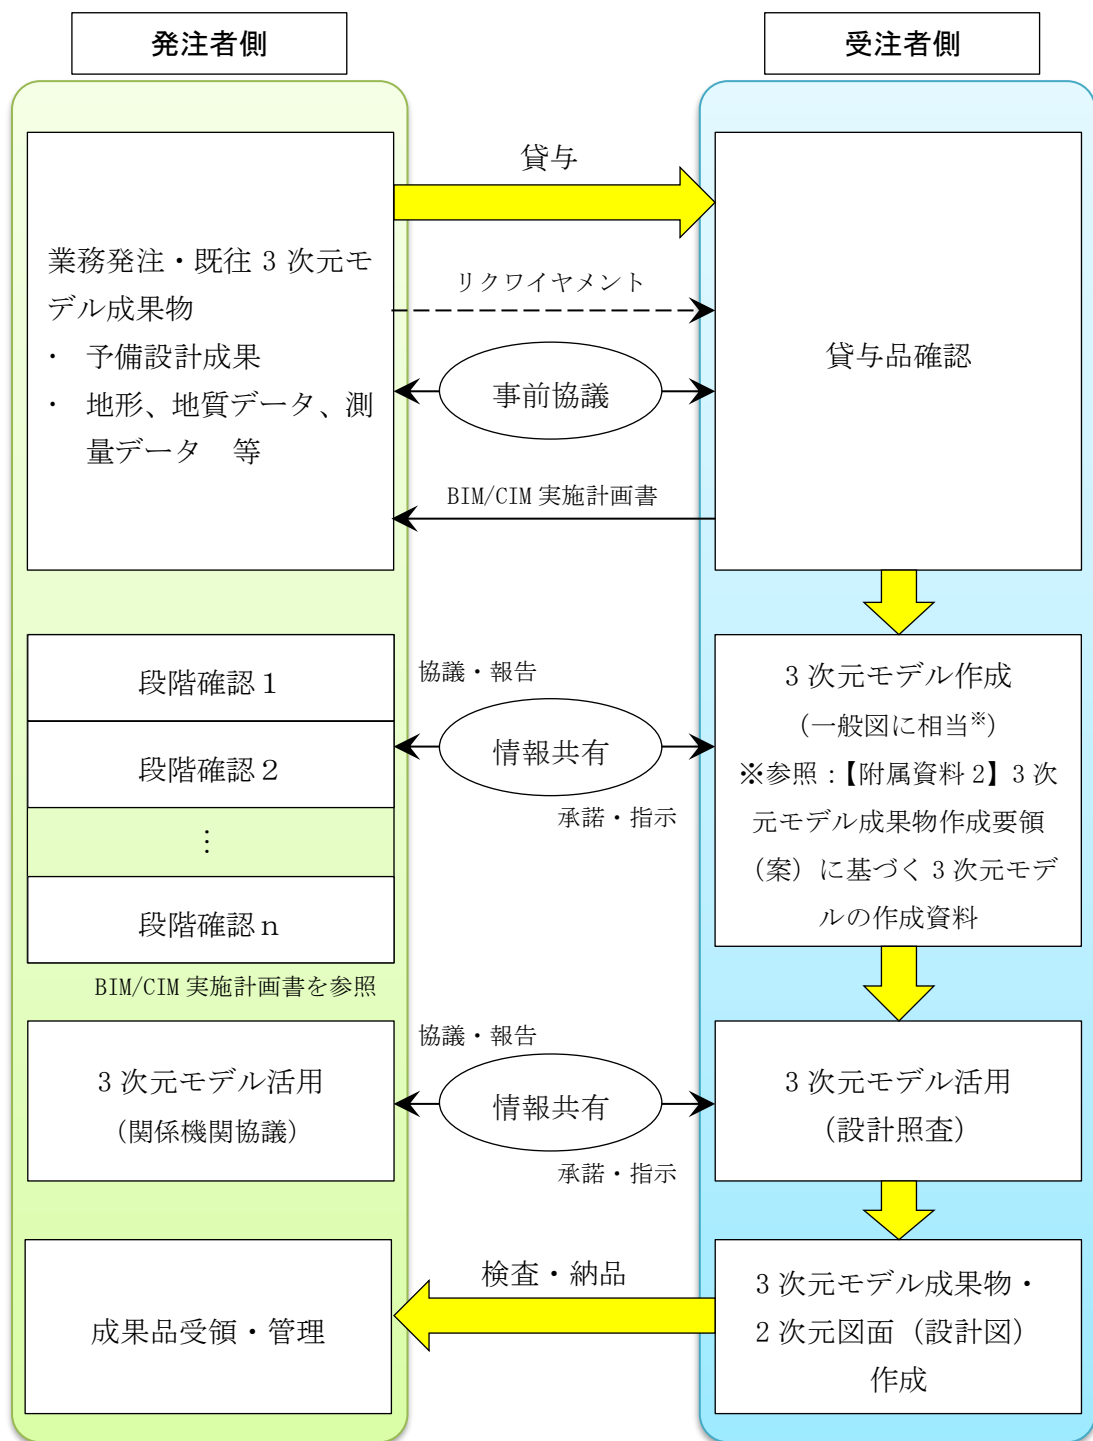 発注者側
受注者側
貸与
業務発注・既往 3 次元モ
デル成果物
・ 予備設計成果
・ 地形、地質データ、測
量データ 等
リクワイヤメント
事前協議
BIM/CIM 実施計画書
貸与品確認
段階確認１
段階確認２
⋮
段階確認ｎ
BIM/CIM 実施計画書を参照
協議・報告
情報共有
承諾・指示
3 次元モデル作成
（一般図に相当※）
※参照：【附属資料 2】3 次
元モデル成果物作成要領
（案）に基づく 3 次元モデ
ルの作成資料
3 次元モデル活用
（関係機関協議）
協議・報告
情報共有
承諾・指示
3 次元モデル活用
（設計照査）
成果品受領・管理
検査・納品
3 次元モデル成果物・
2 次元図面（設計図）
作成